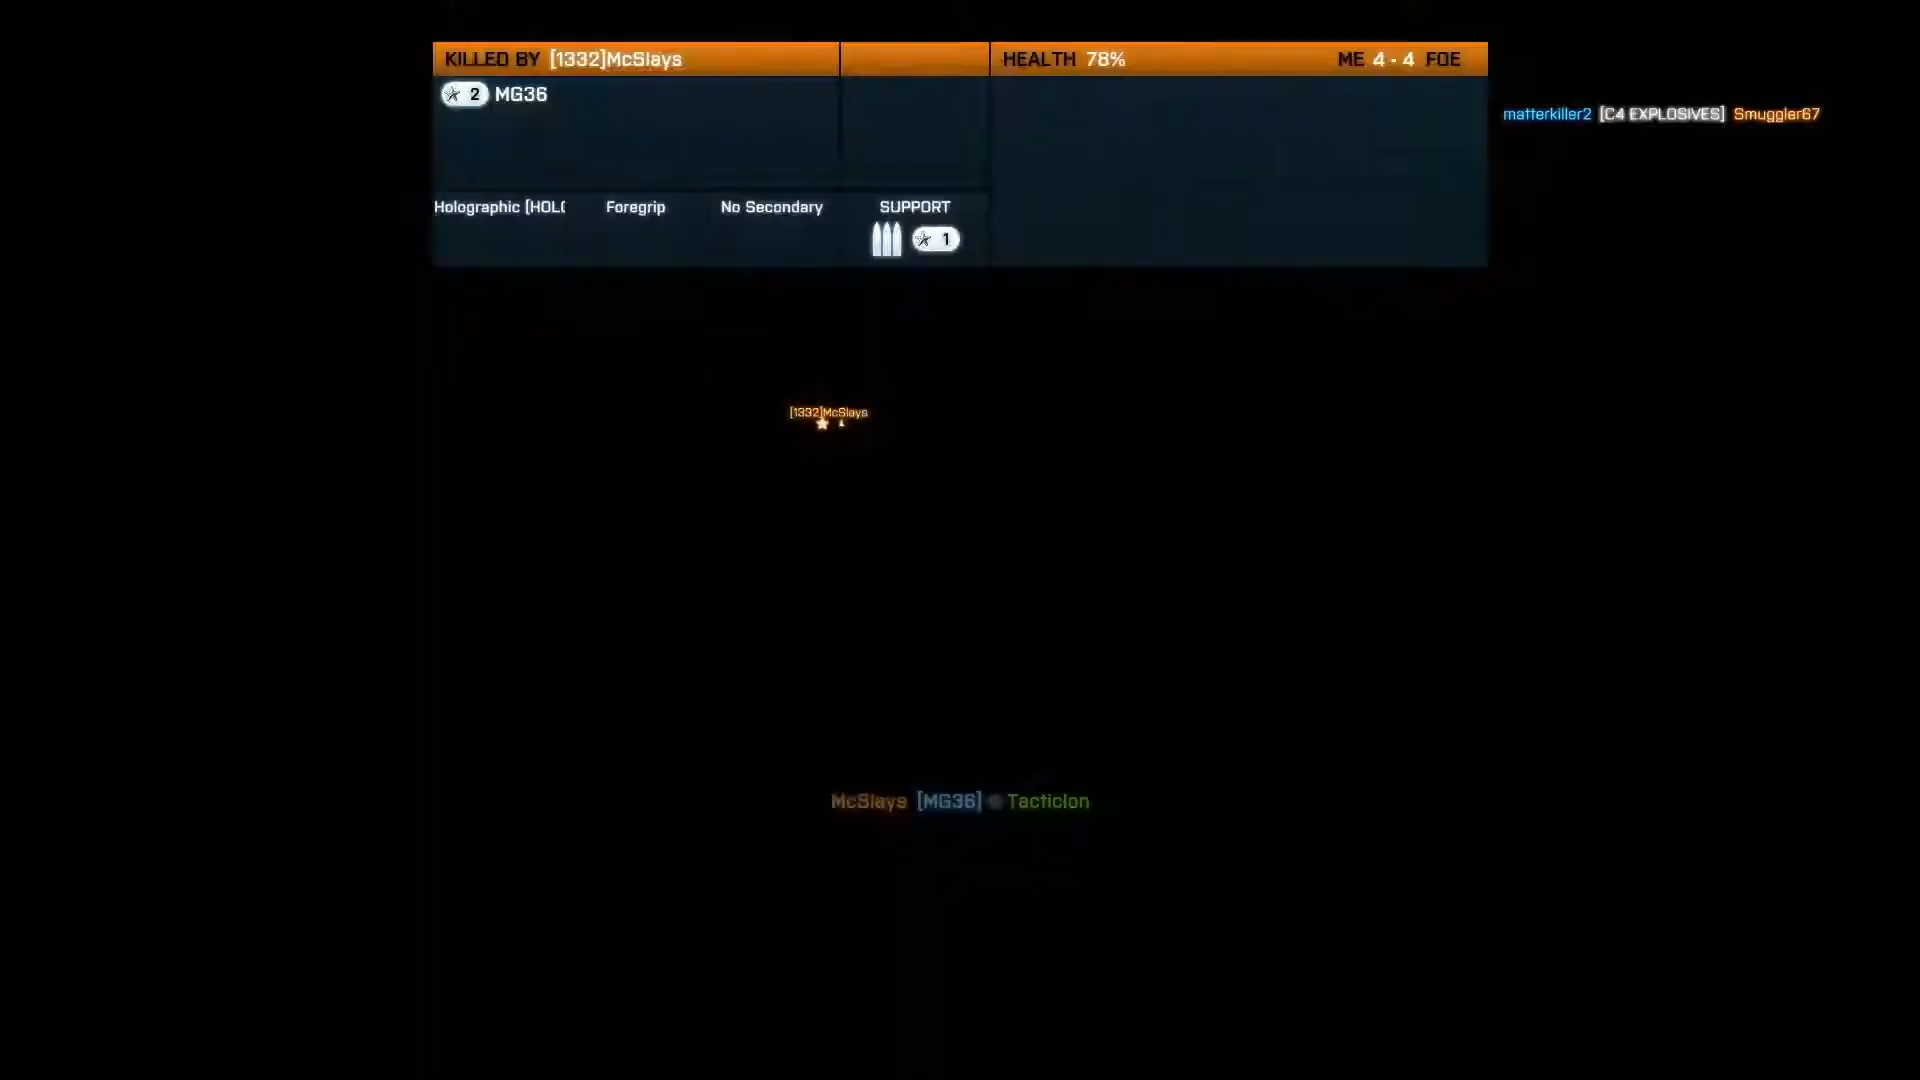 KILLED BY [1332]McSlays HEALTH 78% ME 4 - 4 FOE
2 MG36
matterkiller2 [C4 EXPLOSIVES] Smuggler67
Holographic (HOLO Foregrip No Secondary SUPPORT
1
[1332]McSlays
McSlays [MG36] Tacticlon